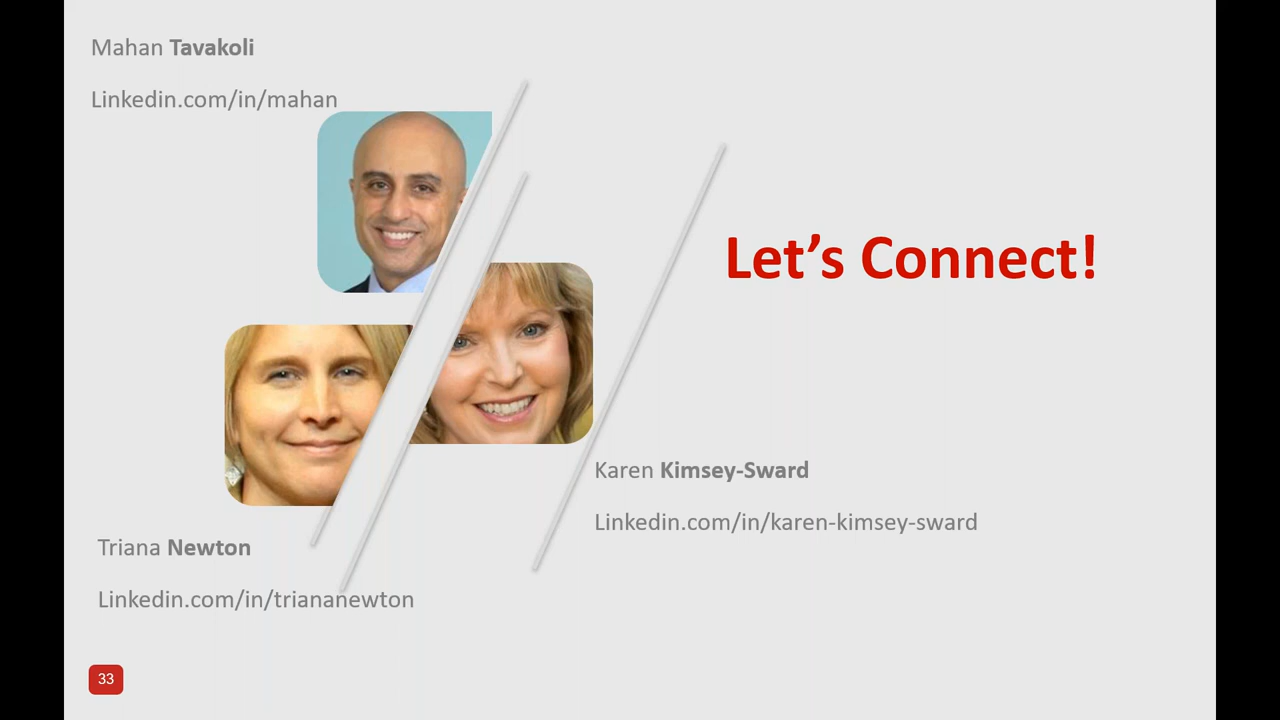 Mahan Tavakoli
Linkedin.com/in/mahan
Let’s Connect!
Karen Kimsey-Sward
Linkedin.com/in/karen-kimsey-sward
Triana Newton
Linkedin.com/in/triananewton
33